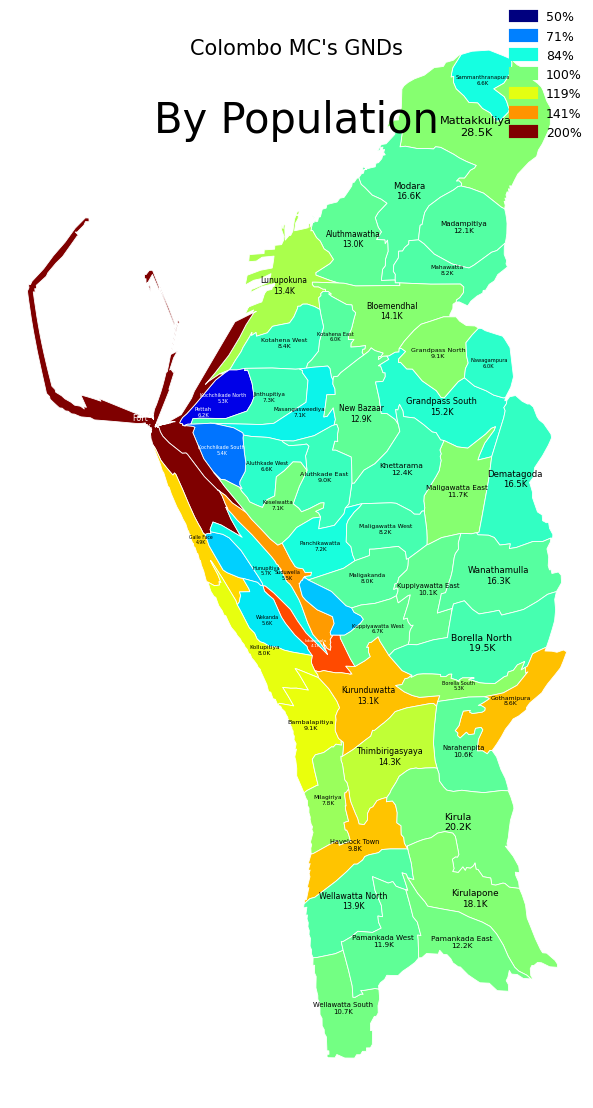 Colombo MC's GNDs
By Population
50%
71%
84%
100%
119%
141%
200%
Sammanthranapura
6.6K
Mattakkuliya
28.5K
Modara
16.6K
Madampitiya
12.1K
Aluthmawatha
13.0K
Mahawatta
8.2K
Lunupokuna
13.4K
Bloemendhal
14.1K
Kotahena West
8.4K
Kotahena East
6.0K
Grandpass North
9.1K
Nawagampura
6.0K
Kochchikade North
5.3K
Jinthupitiya
7.3K
Pettah
6.2K
Masangasweediya
7.1K
New Bazaar
12.9K
Grandpass South
15.2K
Fort
Kochchikade South
5.4K
Aluthkade West
6.6K
Aluthkade East
9.0K
Khettarama
12.4K
Dematagoda
16.5K
Maligawatta East
11.7K
Keselwatta
7.1K
Maligawatta West
8.2K
Galle Face
4.9K
Panchikawatta
7.2K
Hunupitiya
5.7K
Suduwella
5.5K
Maligakanda
8.0K
Wanathamulla
16.3K
Kuppiyawatta East
10.1K
Wekanda
5.6K
Kuppiyawatta West
6.7K
Borella North
19.5K
Kollupitiya
8.0K
Borella South
5.3K
Kurunduwatta
13.1K
Gothamipura
8.6K
Bambalapitiya
9.1K
Narahenpita
10.6K
Thimbirigasyaya
14.3K
Milagiriya
7.8K
Kirula
20.2K
Havelock Town
9.8K
Wellawatta North
13.9K
Kirulapone
18.1K
Pamankada West
11.9K
Pamankada East
12.2K
Wellawatta South
10.7K